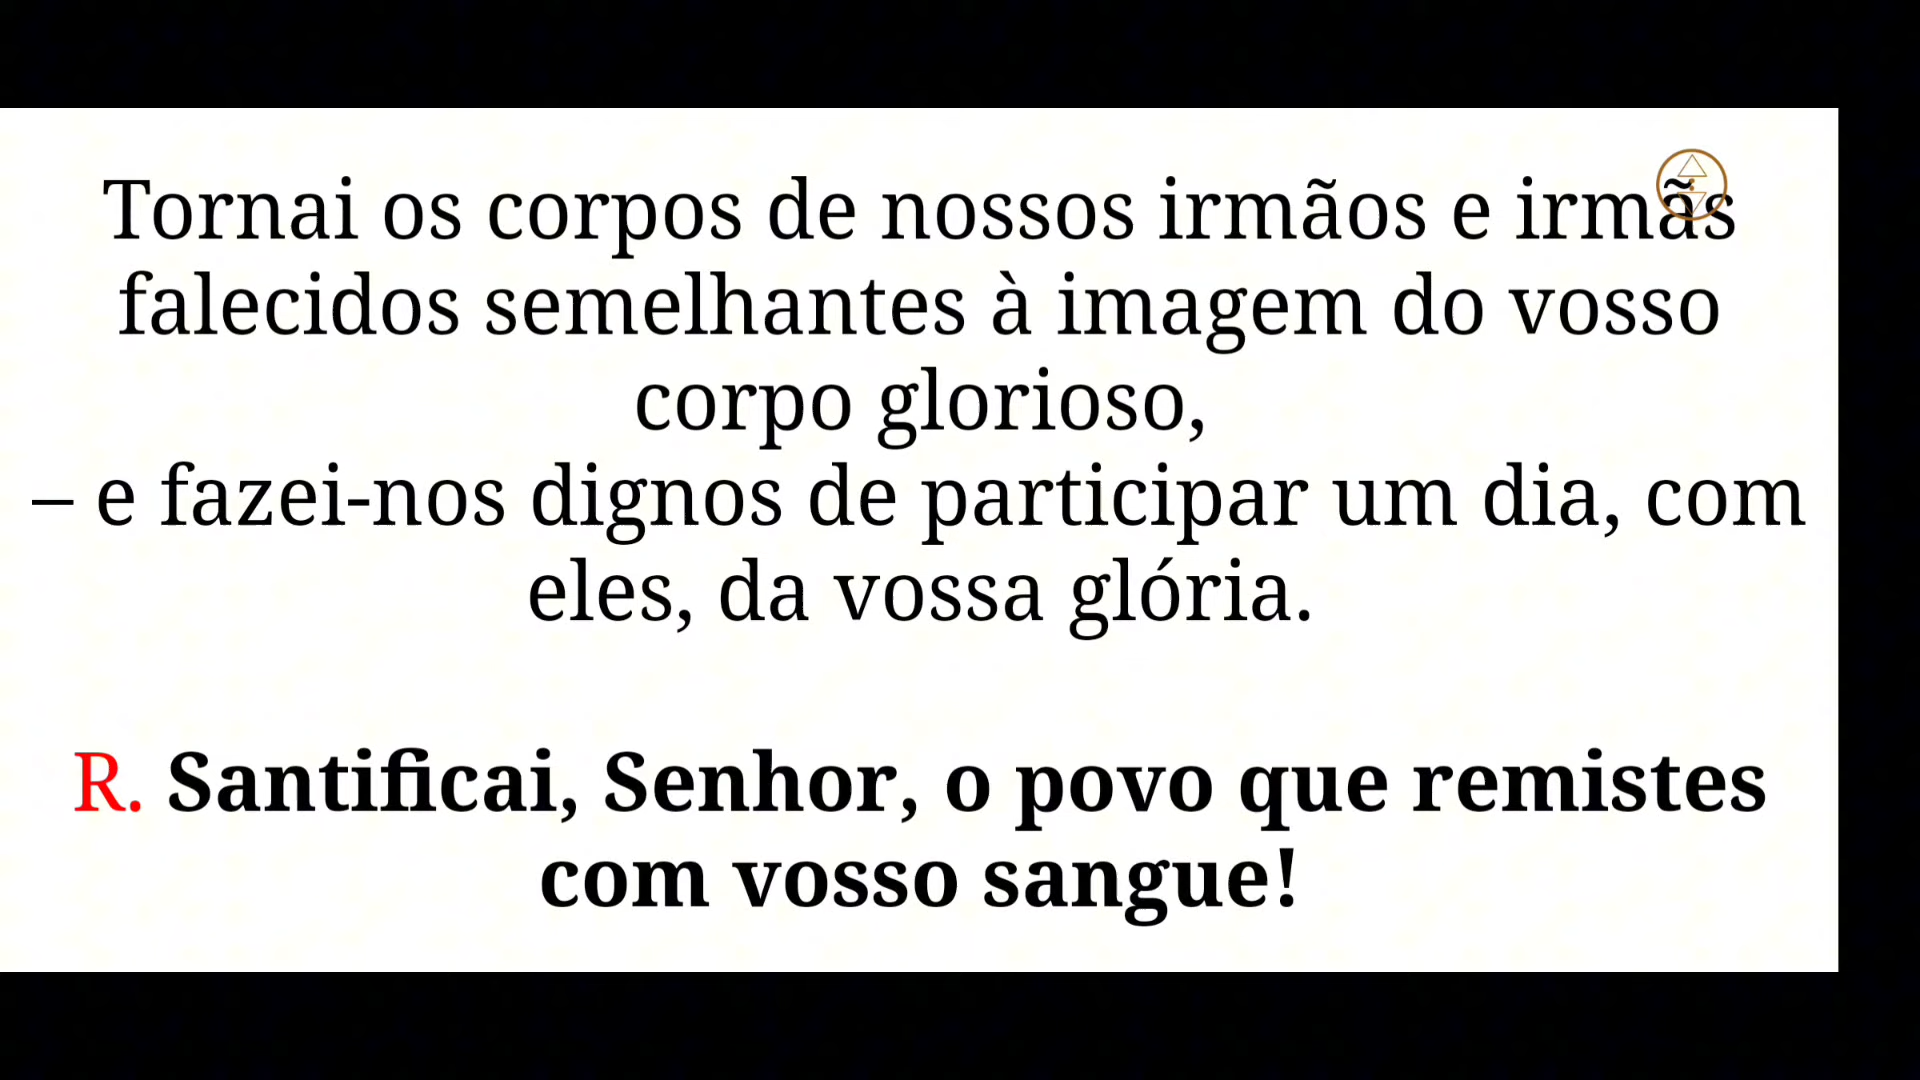 Tornai os corpos de nossos irmãos e irmãs
falecidos semelhantes à imagem do vosso
corpo glorioso,
– e fazei-nos dignos de participar um dia, com
eles, da vossa glória.
R. Santificai, Senhor, o povo que remistes
com vosso sangue!